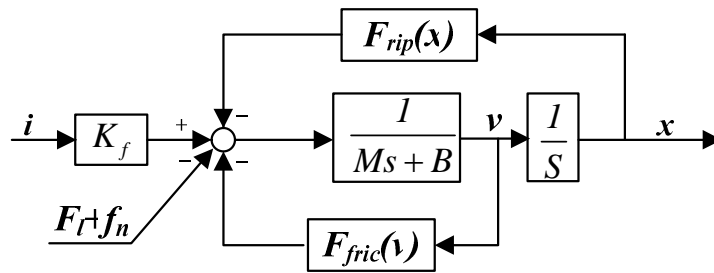 F_rip(x)
i
K_f
+
−
−
−
1
Ms + B
v
1
S
x
F_l+f_n
F_fric(v)